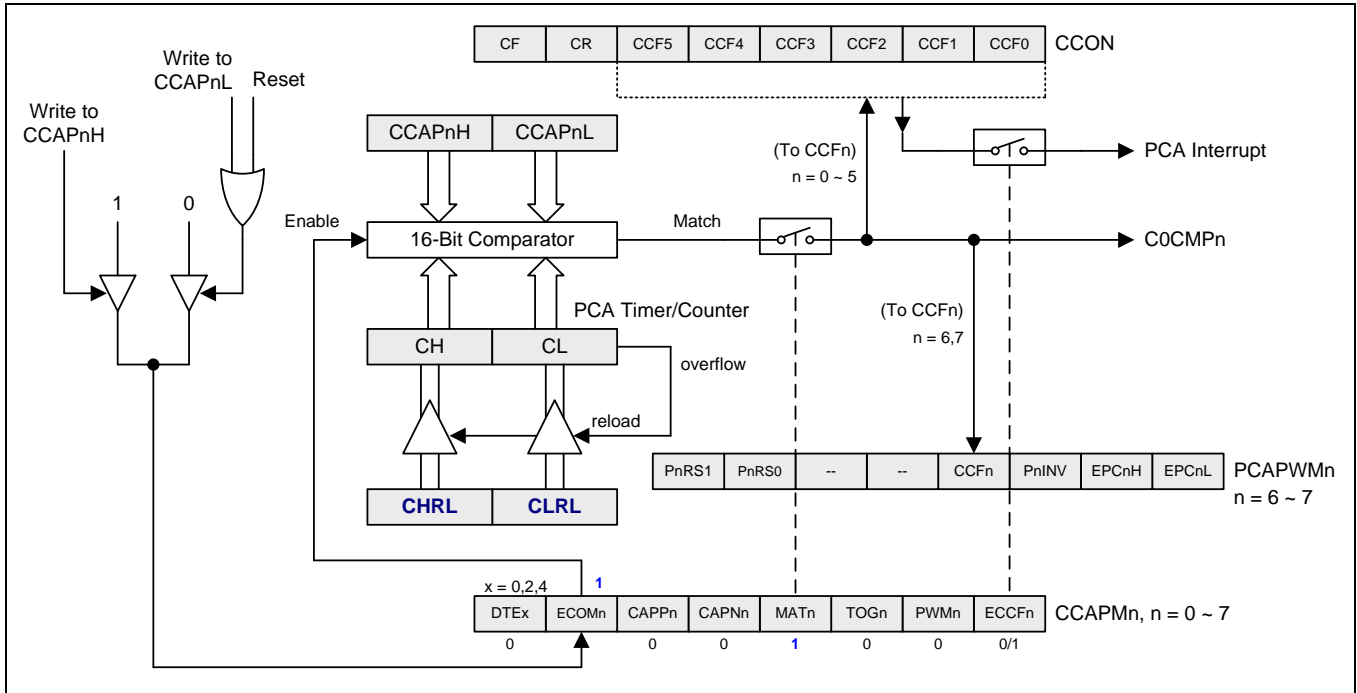 CF CR CCF5 CCF4 CCF3 CCF2 CCF1 CCF0 CCON
Write to
CCAPnL
Reset
Write to
CCAPnH
CCAPnH CCAPnL
(To CCFn)
n = 0 ~ 5
PCA Interrupt
1 0
Enable
16-Bit Comparator
Match
C0CMPn
PCA Timer/Counter
(To CCFn)
n = 6,7
CH CL
overflow
reload
PnRS1 PnRS0 -- -- CCFn PnINV EPCnH EPCnL PCAPWMn
n = 6 ~ 7
CHRL CLRL
x = 0,2,4 1
DTEx ECOMn CAPPn CAPNn MATn TOGn PWMn ECCFn CCAPMn, n = 0 ~ 7
0 0 0 1 0 0 0/1